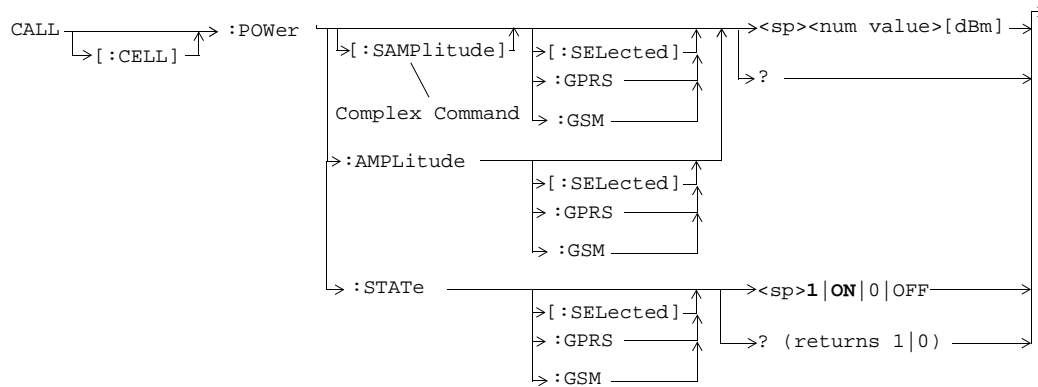 CALL :POWer <sp><num value>[dBm]
[:CELL] [:SAMPlitude] [:SELected]
:GPRS ?
Complex Command :GSM
:AMPLitude
[:SELected]
:GPRS
:GSM
:STATe <sp>1|ON|0|OFF
[:SELected]
:GPRS ? (returns 1|0)
:GSM